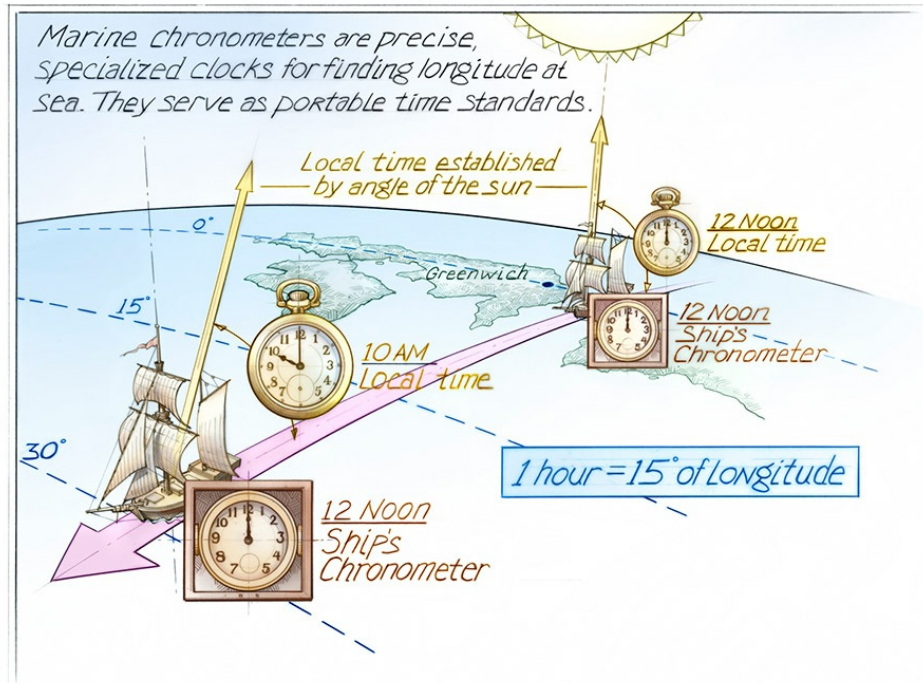 Marine chronometers are precise,
specialized clocks for finding longitude at
sea. They serve as portable time standards.
Local time established
by angle of the sun
12 Noon
Local time
0°
Greenwich
15°
12 Noon
Ship's
Chronometer
10 AM
Local time
30°
1 hour = 15° of Longitude
12 Noon
Ship's
Chronometer